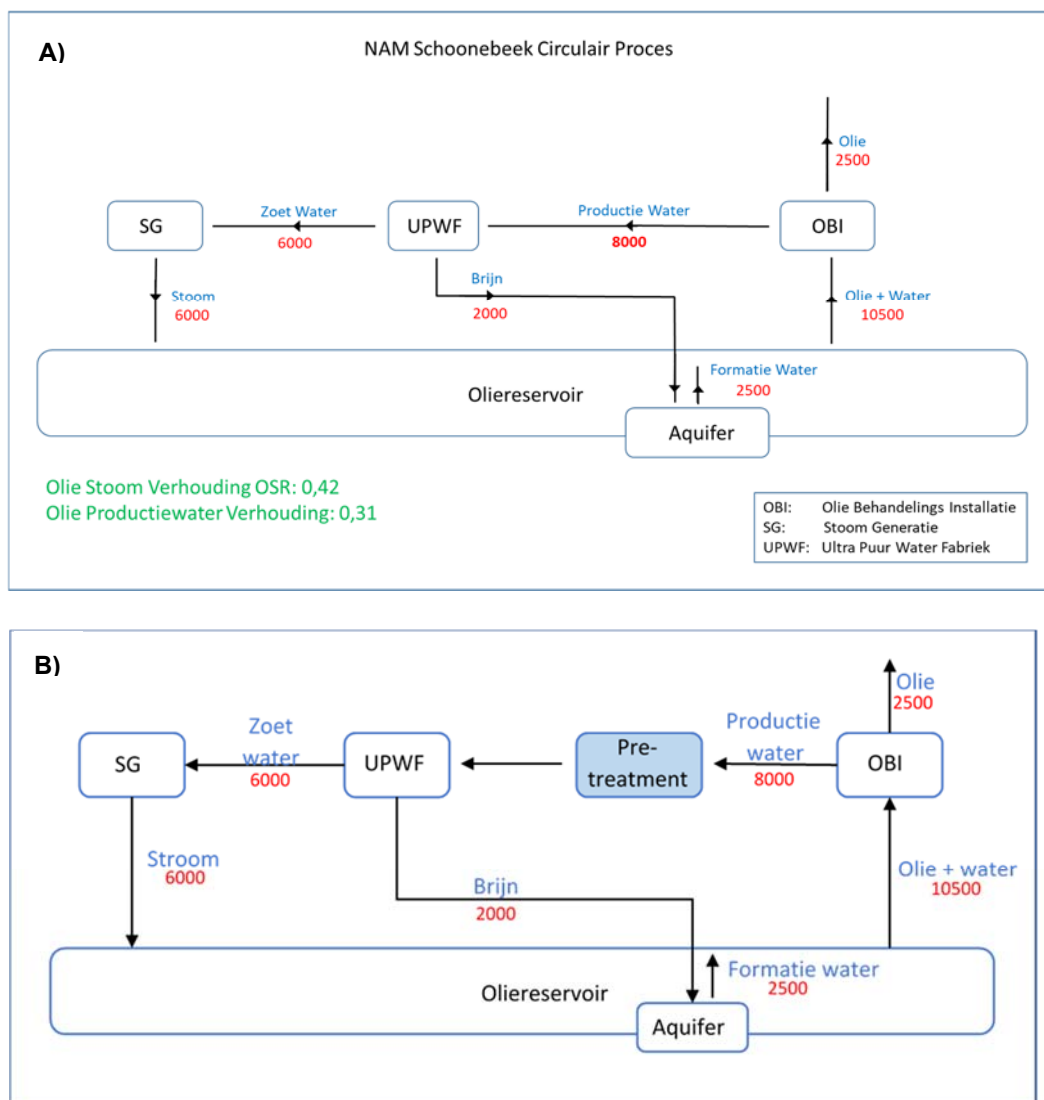 A)
NAM Schoonebeek Circulair Proces
Olie
2500
SG
Zoet Water
6000
UPWF
Productie Water
8000
OBI
Stoom
6000
Brijn
2000
Olie + Water
10500
Formatie Water
2500
Oliereservoir
Aquifer
Olie Stoom Verhouding OSR: 0,42
Olie Productiewater Verhouding: 0,31
OBI: Olie Behandelings Installatie
SG: Stoom Generatie
UPWF: Ultra Puur Water Fabriek
B)
Olie
2500
SG
Zoet
water
6000
UPWF
Pre-
treatment
Productie
water
8000
OBI
Stroom
6000
Brijn
2000
Olie + water
10500
Formatie water
2500
Oliereservoir
Aquifer